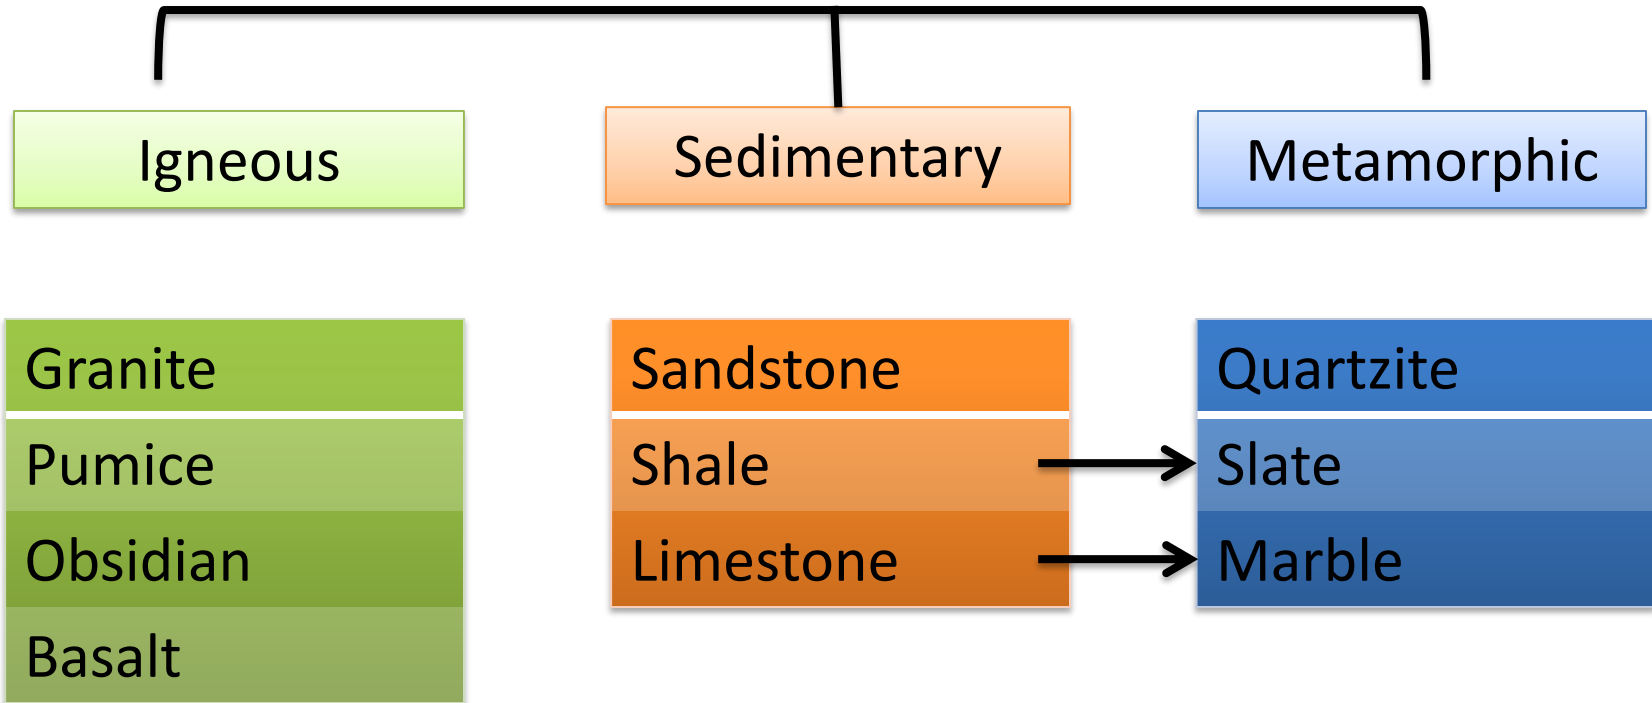 Igneous
Sedimentary
Metamorphic
Granite
Pumice
Obsidian
Basalt
Sandstone
Shale
Limestone
Quartzite
Slate
Marble